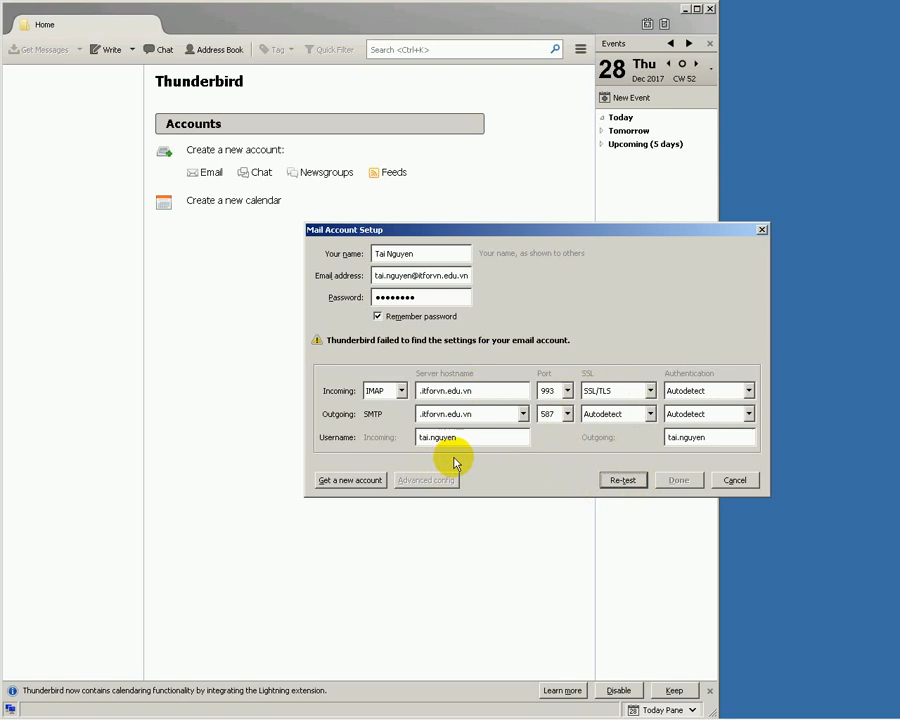 Home
Get Messages Write Chat Address Book Tag Quick Filter Search <Ctrl+K>
Events
28 Thu
Dec 2017 CW 52
New Event
Today
Tomorrow
Upcoming (5 days)
Thunderbird
Accounts
Create a new account:
Email Chat Newsgroups Feeds
Create a new calendar
Mail Account Setup
Your name: Tai Nguyen Your name, as shown to others
Email address: tai.nguyen@itforvn.edu.vn
Password: ••••••••
Remember password
Thunderbird failed to find the settings for your email account.
Server hostname Port SSL Authentication
Incoming: IMAP .itforvn.edu.vn 993 SSL/TLS Autodetect
Outgoing: SMTP .itforvn.edu.vn 587 Autodetect Autodetect
Username: Incoming: tai.nguyen Outgoing: tai.nguyen
Get a new account Advanced config Re-test Done Cancel
Thunderbird now contains calendaring functionality by integrating the Lightning extension. Learn more Disable Keep
28 Today Pane